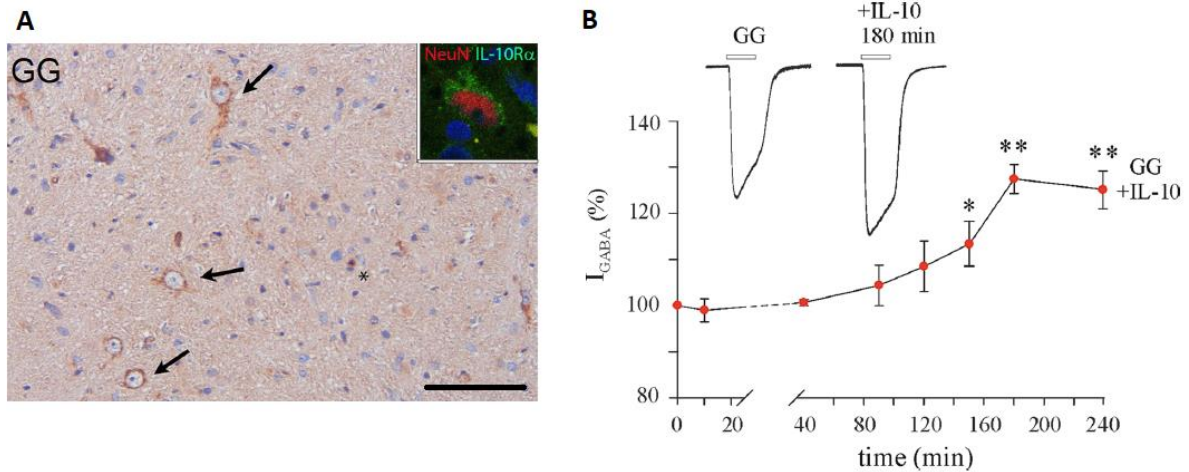 A
GG
NeuN IL-10Rα
*
B
GG
+IL-10
180 min
140
120
100
80
I GABA (%)
*
**
**
GG
+IL-10
0
20
40
80
120
160
200
240
time (min)